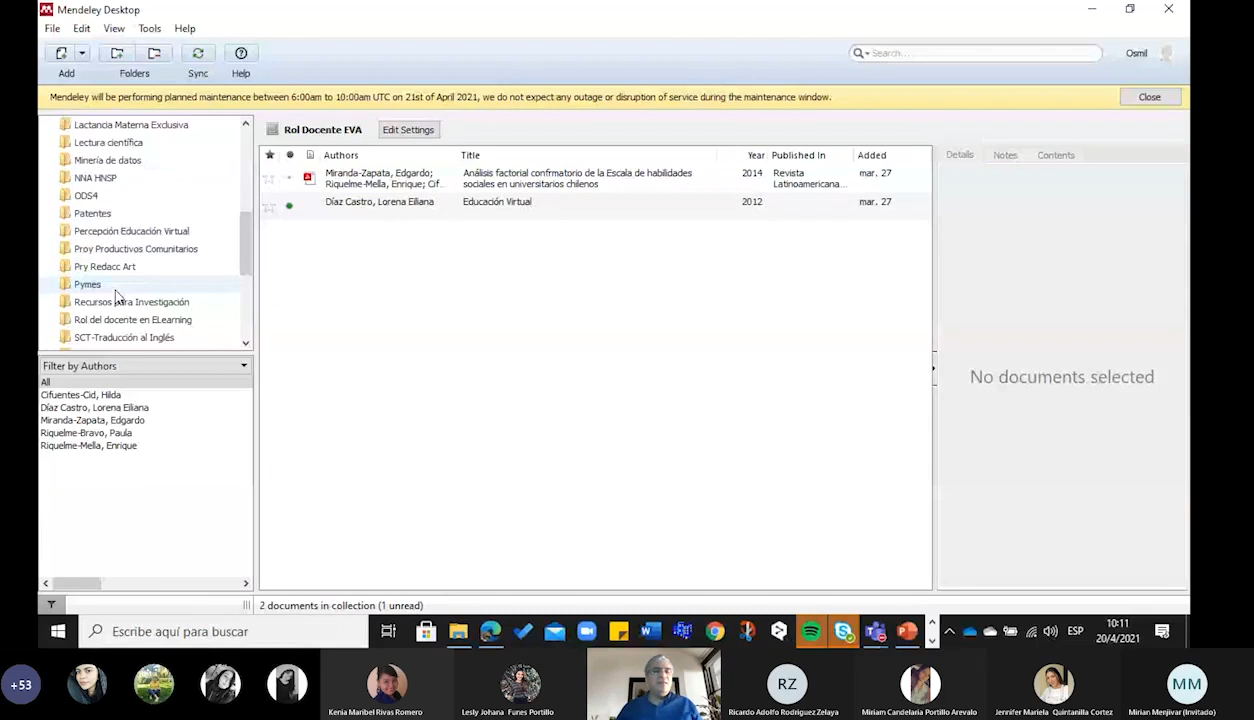 Mendeley Desktop
File Edit View Tools Help
Search...
Osmil
Add Folders Sync Help
Mendeley will be performing planned maintenance between 6:00am to 10:00am UTC on 21st of April 2021, we do not expect any outage or disruption of service during the maintenance window.
Close
Lactancia Materna Exclusiva
Lectura científica
Minería de datos
NNA HNSP
ODS4
Patentes
Percepción Educación Virtual
Proy Productivos Comunitarios
Pry Redacc Art
Pymes
Recursos para Investigación
Rol del docente en ELearning
SCT-Traducción al Inglés
Filter by Authors
All
Cifuentes-Cid, Hilda
Díaz Castro, Lorena Eiliana
Miranda-Zapata, Edgardo
Riquelme-Bravo, Paula
Riquelme-Mella, Enrique
Rol Docente EVA
Edit Settings
Authors Title Year Published In Added
Miranda-Zapata, Edgardo; Análisis factorial confrmatorio de la Escala de habilidades 2014 Revista mar. 27
Riquelme-Mella, Enrique; Cif... sociales en universitarios chilenos Latinoamericana...
Díaz Castro, Lorena Eiliana Educación Virtual 2012 mar. 27
Details Notes Contents
No documents selected
2 documents in collection (1 unread)
Escribe aquí para buscar
ESP
10:11
20/4/2021
+53
Kenia Maribel Rivas Romero
Lesly Johana Funes Portillo
RZ
Ricardo Adolfo Rodriguez Zelaya
Miriam Candelaria Portillo Arevalo
Jennifer Mariela Quintanilla Cortez
MM
Mirian Menjivar (Invitado)